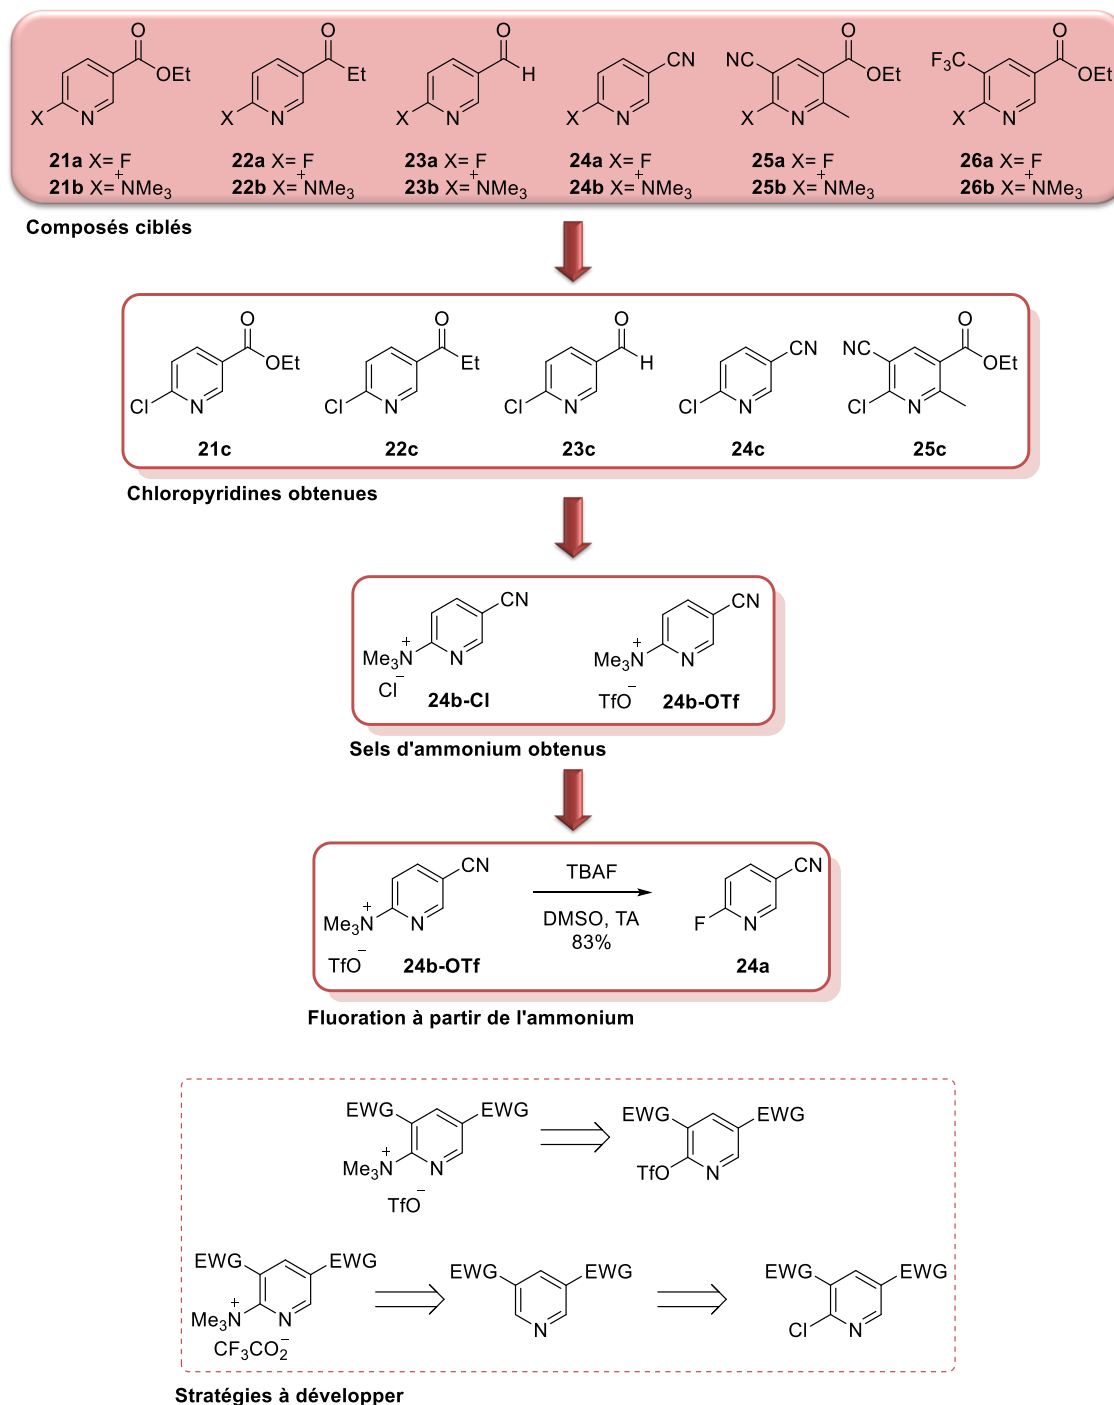 O OEt X N
O Et X N
O H X N
CN X N
NC O OEt X N
F3C O OEt X N
21a X= F
21b X= +NMe3
22a X= F
22b X= +NMe3
23a X= F
23b X= +NMe3
24a X= F
24b X= +NMe3
25a X= F
25b X= +NMe3
26a X= F
26b X= +NMe3
Composés ciblés
O OEt Cl N
O Et Cl N
O H Cl N
CN Cl N
NC O OEt Cl N
21c
22c
23c
24c
25c
Chloropyridines obtenues
CN
Me3N+ N
Cl−
24b-Cl
CN
Me3N+ N
TfO−
24b-OTf
Sels d'ammonium obtenus
CN
Me3N+ N
TfO−
24b-OTf
TBAF
DMSO, TA
83%
CN
F N
24a
Fluoration à partir de l'ammonium
EWG EWG
Me3N+ N
TfO−
EWG EWG
TfO N
EWG EWG
Me3N+ N
CF3CO2−
EWG EWG
N
EWG EWG
Cl N
Stratégies à développer